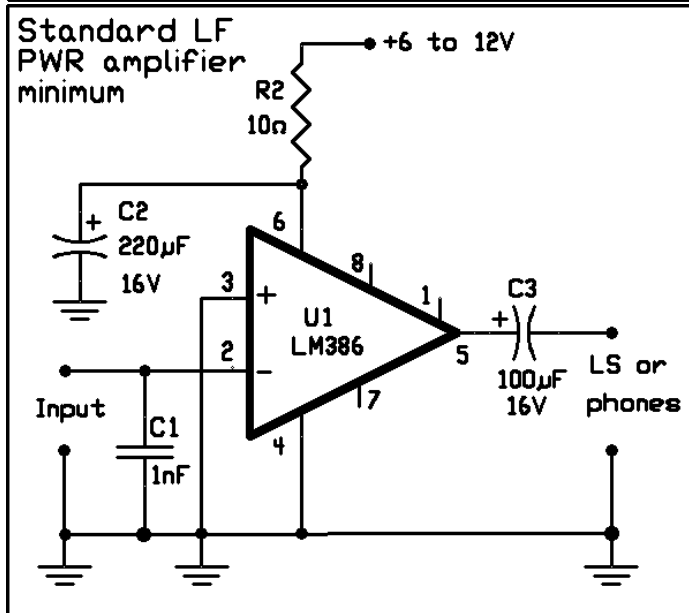 Standard LF
PWR amplifier
minimum
+6 to 12V
R2
10Ω
+
C2
220µF
16V
6
8
3
+
1
+
C3
U1
LM386
2
-
5
100µF
16V
LS or
phones
7
Input
C1
1nF
4